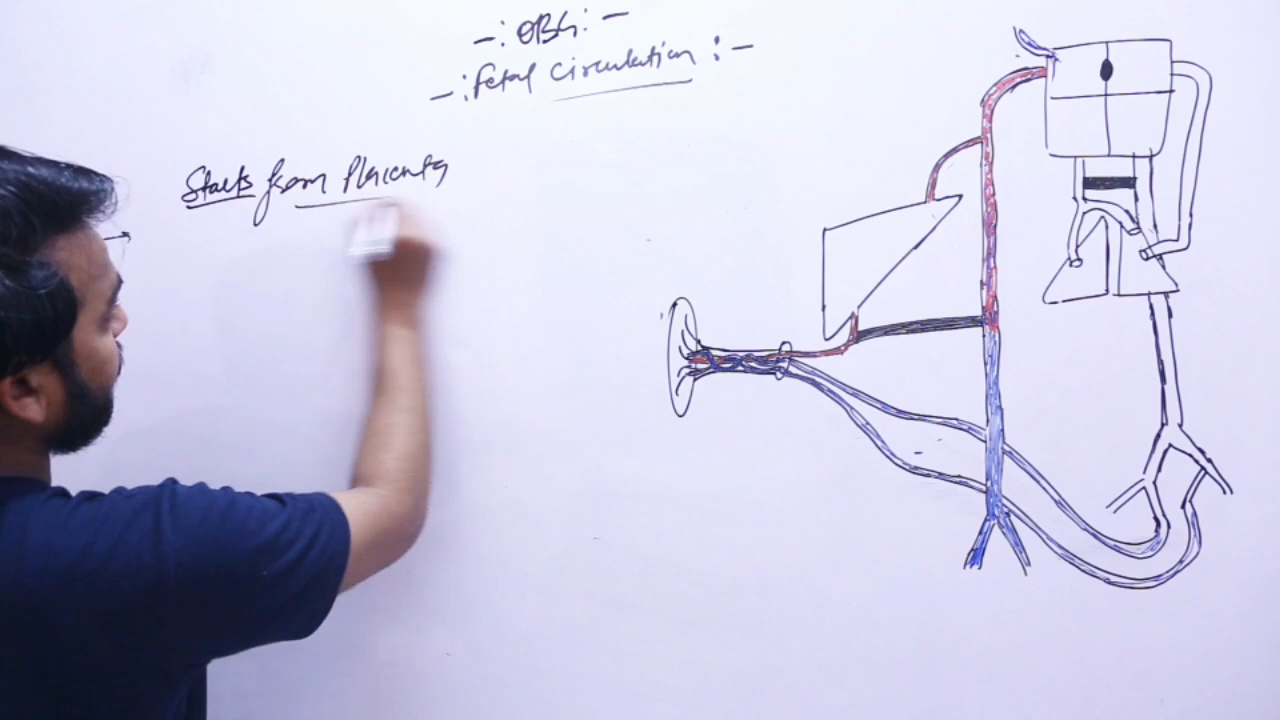 -: OBG: -
-: Fetal Circulation :-
Starts from Placenta